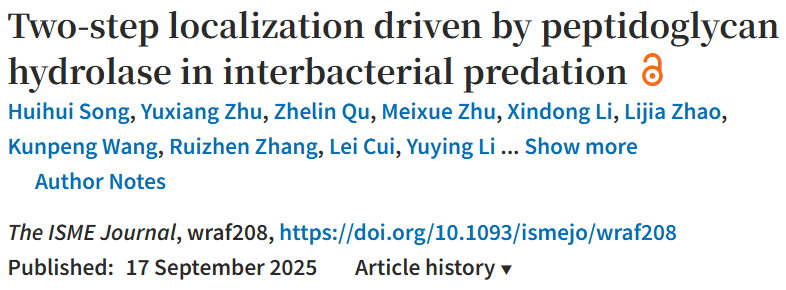 Two-step localization driven by peptidoglycan
hydrolase in interbacterial predation
Huihui Song, Yuxiang Zhu, Zhelin Qu, Meixue Zhu, Xindong Li, Lijia Zhao,
Kunpeng Wang, Ruizhen Zhang, Lei Cui, Yuying Li ... Show more
Author Notes
The ISME Journal, wraf208, https://doi.org/10.1093/ismejo/wraf208
Published: 17 September 2025 Article history ▾